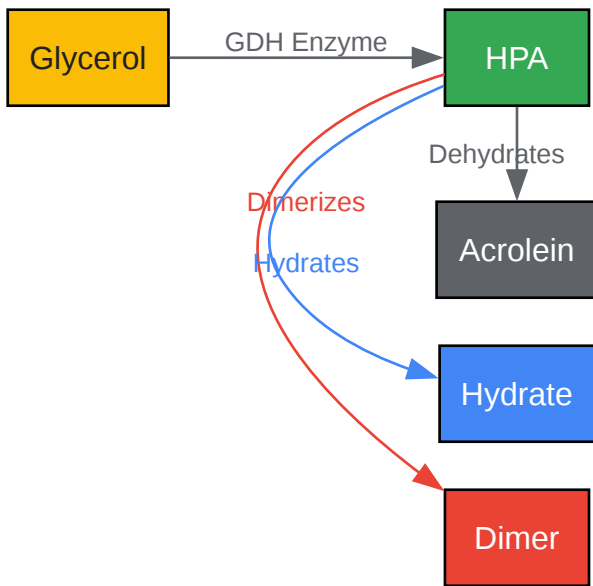 Glycerol
GDH Enzyme
HPA
Dehydrates
Dimerizes
Acrolein
Hydrates
Hydrate
Dimer